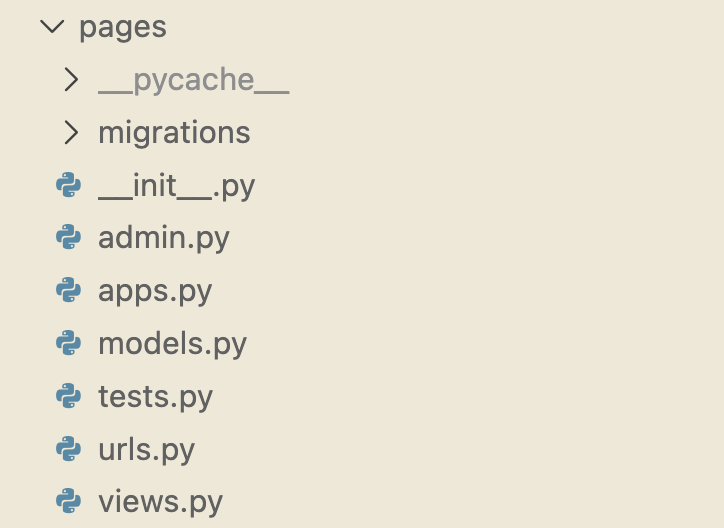 pages
__pycache__
migrations
__init__.py
admin.py
apps.py
models.py
tests.py
urls.py
views.py